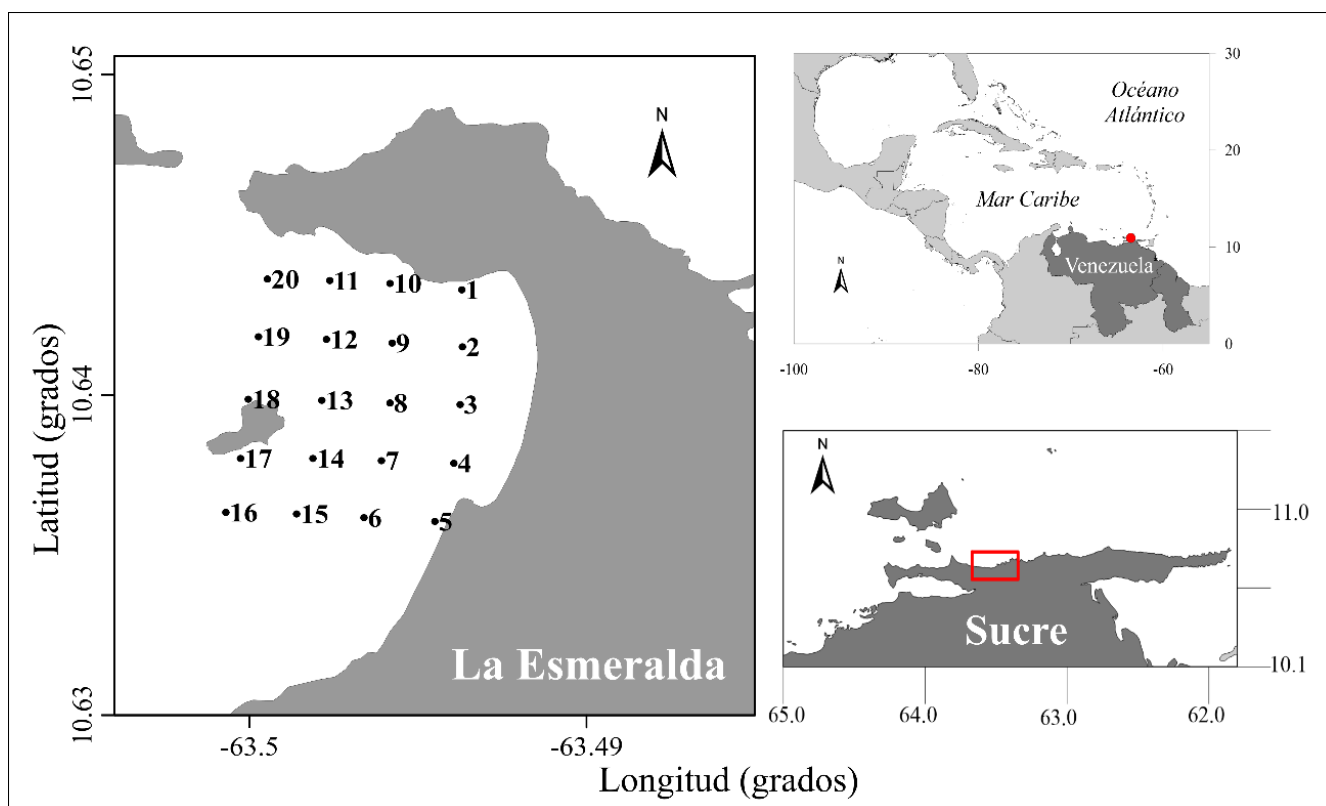 10.65
10.64
10.63
Latitud (grados)
N
20 11 10 1
19 12 9 2
18 13 8 3
17 14 7 4
16 15 6 5
La Esmeralda
-63.5 -63.49
Longitud (grados)
30
20
10
0
Océano
Atlántico
Mar Caribe
Venezuela
N
-100 -80 -60
N
11.0
10.1
Sucre
65.0 64.0 63.0 62.0